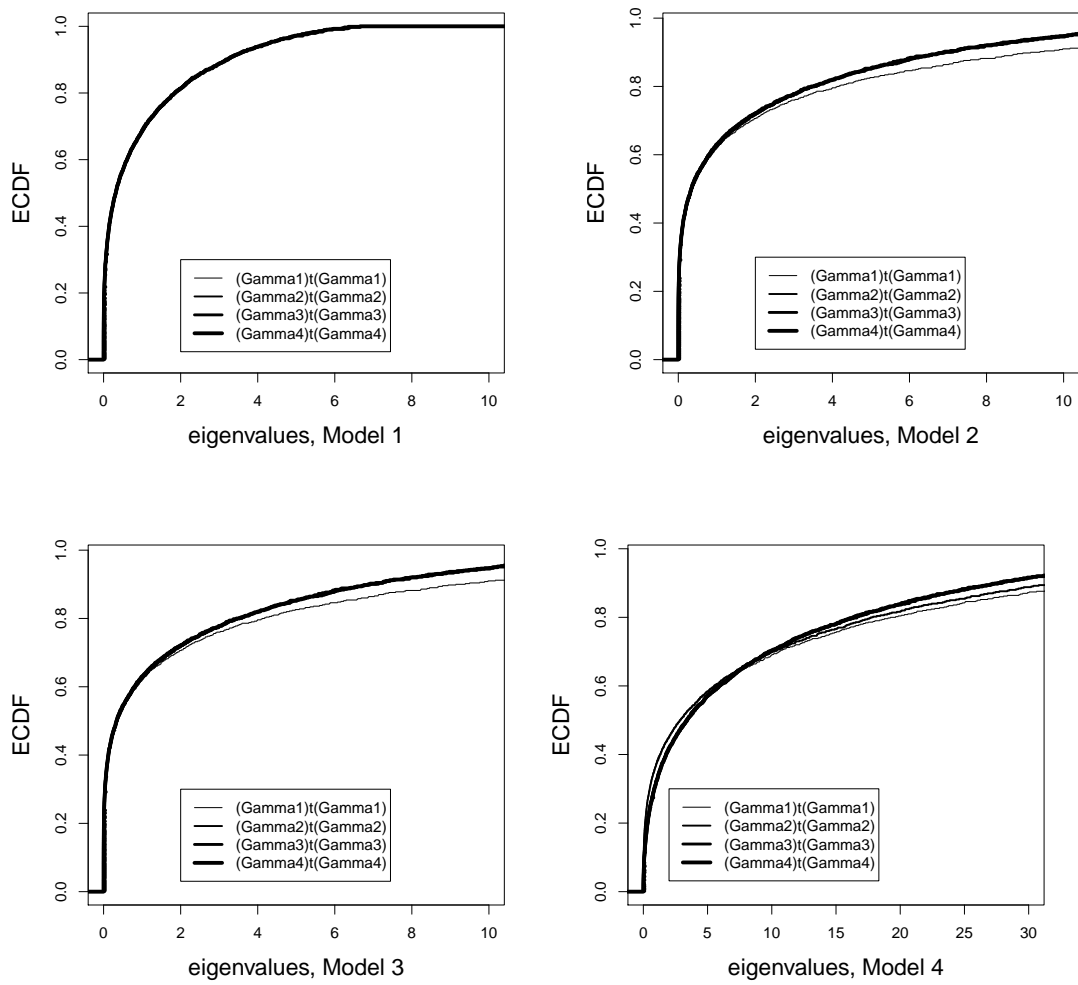 1.0
0.8
0.6
0.4
0.2
0.0
ECDF
(Gamma1)t(Gamma1)
(Gamma2)t(Gamma2)
(Gamma3)t(Gamma3)
(Gamma4)t(Gamma4)
0 2 4 6 8 10
eigenvalues, Model 1
1.0
0.8
0.6
0.4
0.2
0.0
ECDF
(Gamma1)t(Gamma1)
(Gamma2)t(Gamma2)
(Gamma3)t(Gamma3)
(Gamma4)t(Gamma4)
0 2 4 6 8 10
eigenvalues, Model 2
1.0
0.8
0.6
0.4
0.2
0.0
ECDF
(Gamma1)t(Gamma1)
(Gamma2)t(Gamma2)
(Gamma3)t(Gamma3)
(Gamma4)t(Gamma4)
0 2 4 6 8 10
eigenvalues, Model 3
1.0
0.8
0.6
0.4
0.2
0.0
ECDF
(Gamma1)t(Gamma1)
(Gamma2)t(Gamma2)
(Gamma3)t(Gamma3)
(Gamma4)t(Gamma4)
0 5 10 15 20 25 30
eigenvalues, Model 4